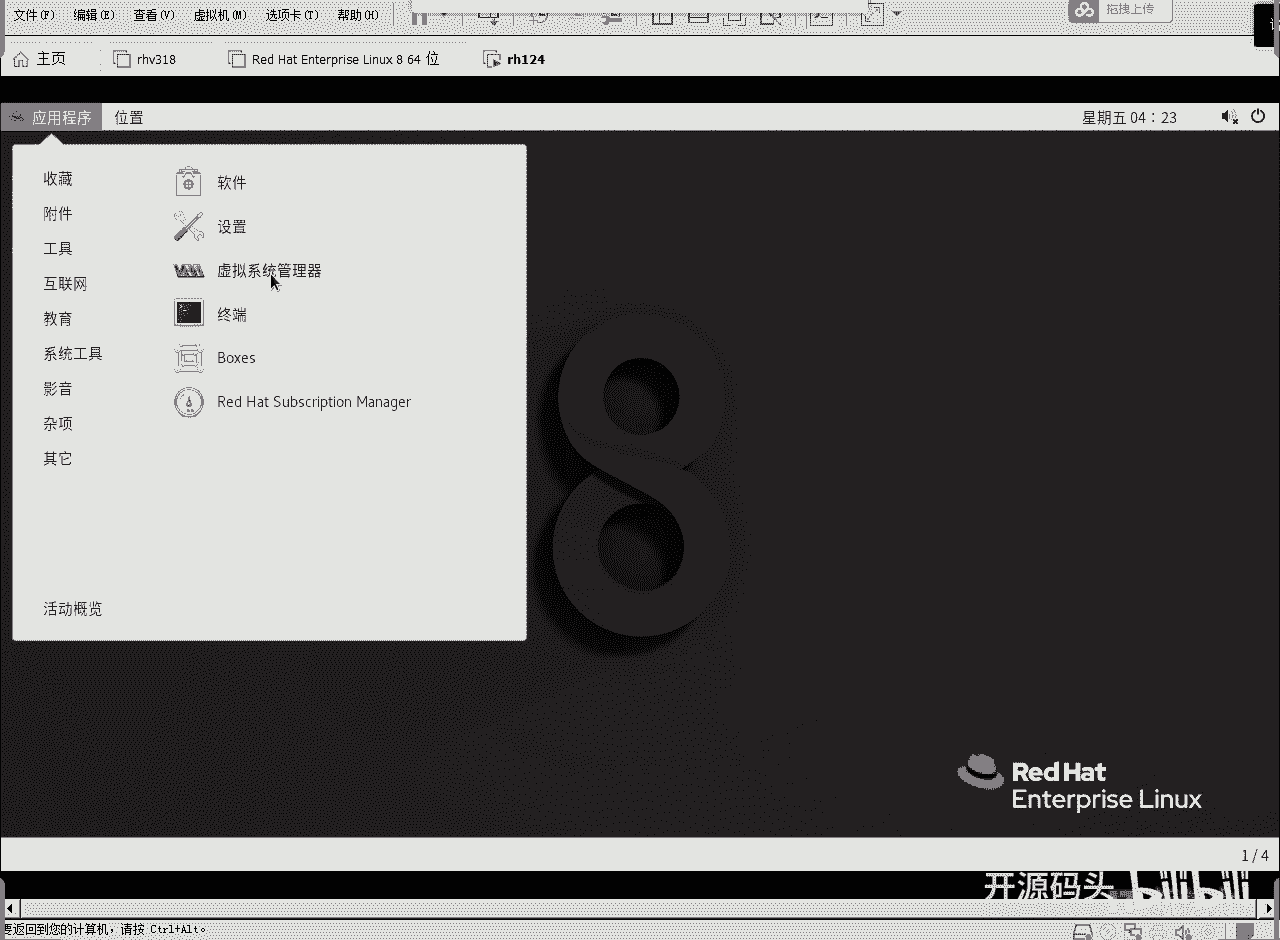 文件(F) 编辑(E) 查看(V) 虚拟机(M) 选项卡(T) 帮助(H) 拖拽上传
主页 rhv318 Red Hat Enterprise Linux 8 64 位 rh124
应用程序 位置 星期五 04：23
收藏
附件
工具
互联网
教育
系统工具
影音
杂项
其它
活动概览
软件
设置
虚拟系统管理器
终端
Boxes
Red Hat Subscription Manager
Red Hat
Enterprise Linux
1 / 4
开源码头 bilibili
要返回到您的计算机，请按 Ctrl+Alt。